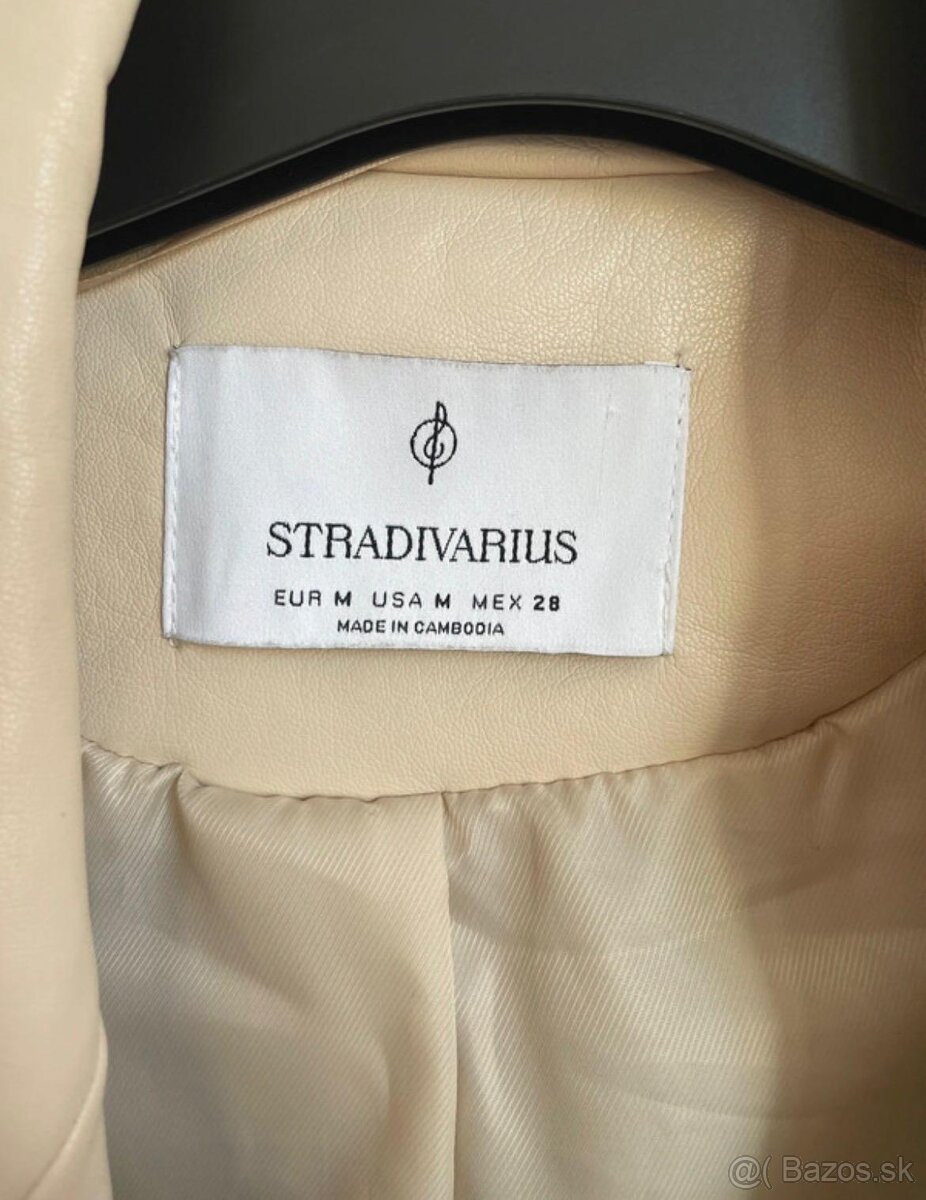 STRADIVARIUS
EUR M USA M MEX 28
MADE IN CAMBODIA
@( Bazos.sk